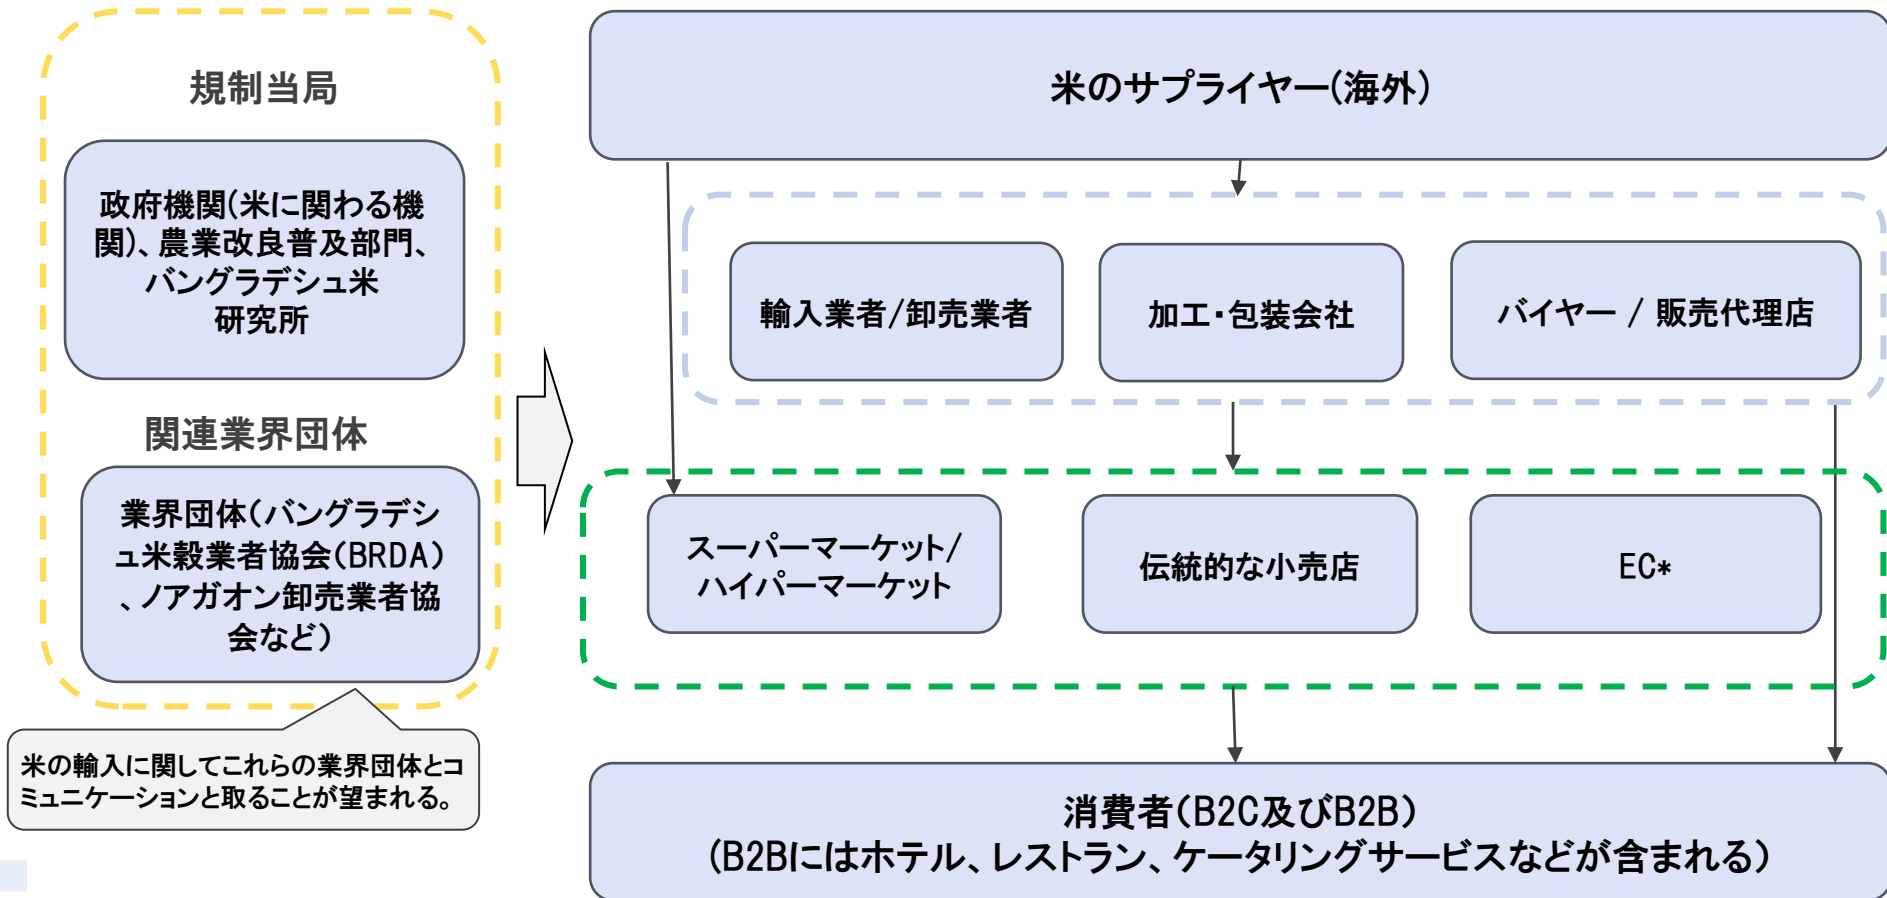 規制当局
政府機関(米に関わる機
関)、農業改良普及部門、
バングラデシュ米
研究所
関連業界団体
業界団体(バングラデシ
ュ米穀業者協会(BRDA)
、ノアガオン卸売業者協
会など)
米の輸入に関してこれらの業界団体とコ
ミュニケーションと取ることが望まれる。
米のサプライヤー(海外)
輸入業者/卸売業者
加工・包装会社
バイヤー / 販売代理店
スーパーマーケット/
ハイパーマーケット
伝統的な小売店
EC*
消費者(B2C及びB2B)
(B2Bにはホテル、レストラン、ケータリングサービスなどが含まれる)